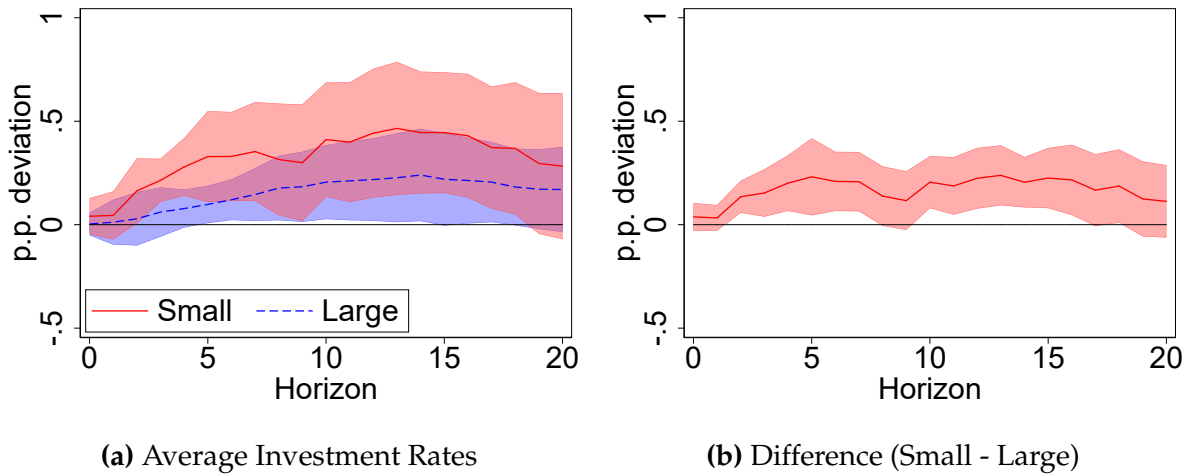 p.p. deviation
1
.5
0
-.5
Small
Large
0 5 10 15 20
Horizon
(a) Average Investment Rates
p.p. deviation
1
.5
0
-.5
0 5 10 15 20
Horizon
(b) Difference (Small - Large)